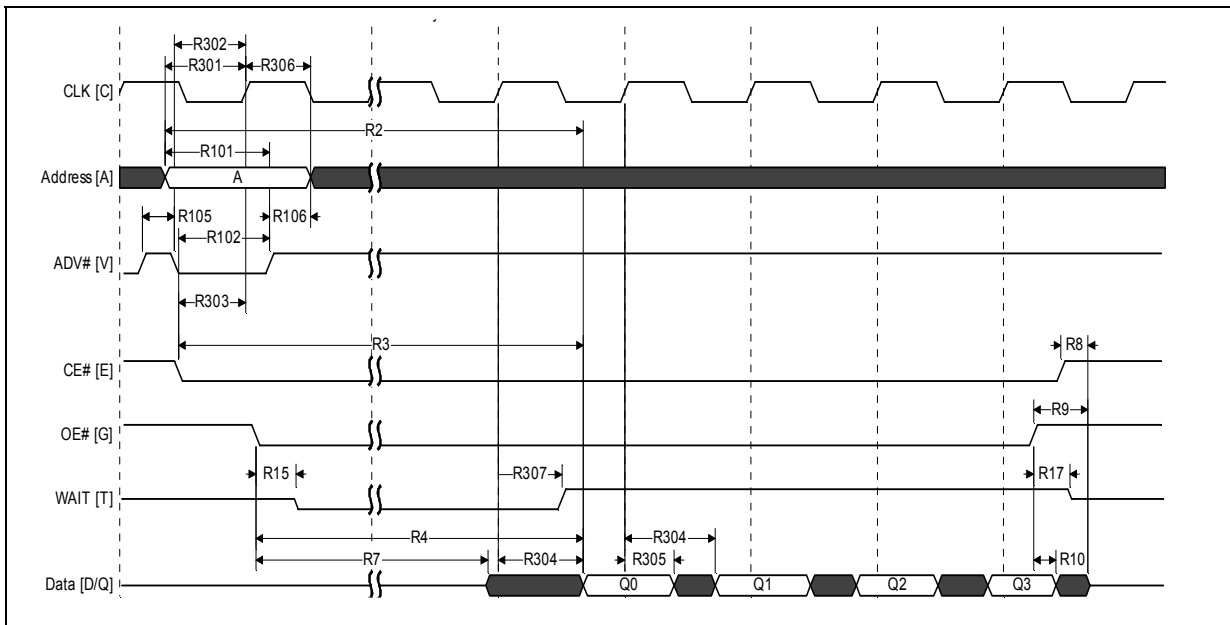 R302
R301 R306
CLK [C]
R2
R101
Address [A] A
R105 R106
R102
ADV# [V]
R303
R3 R8
CE# [E]
R9
OE# [G]
R15 R307 R17
WAIT [T]
R4 R304
R7 R304 R305 R10
Data [D/Q] Q0 Q1 Q2 Q3